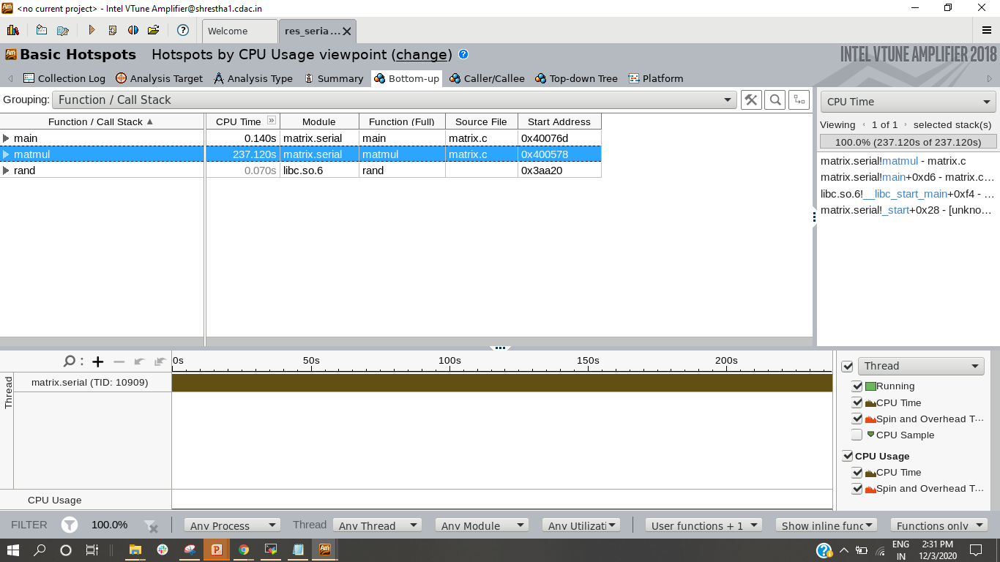 <no current project> - Intel VTune Amplifier@shrestha1.cdac.in
Welcome
res_seria...
Basic Hotspots Hotspots by CPU Usage viewpoint (change)
INTEL VTUNE AMPLIFIER 2018
Collection Log Analysis Target Analysis Type Summary Bottom-up Caller/Callee Top-down Tree Platform
Grouping: Function / Call Stack
Function / Call Stack CPU Time Module Function (Full) Source File Start Address
main 0.140s matrix.serial main matrix.c 0x40076d
matmul 237.120s matrix.serial matmul matrix.c 0x400578
rand 0.070s libc.so.6 rand 0x3aa20
CPU Time
Viewing 1 of 1 selected stack(s)
100.0% (237.120s of 237.120s)
matrix.serial!matmul - matrix.c
matrix.serial!main+0xd6 - matrix.c...
libc.so.6!__libc_start_main+0xf4 - ...
matrix.serial!_start+0x28 - [unkno...
0s 50s 100s 150s 200s
Thread
matrix.serial (TID: 10909)
CPU Usage
Thread
Running
CPU Time
Spin and Overhead T...
CPU Sample
CPU Usage
CPU Time
Spin and Overhead T...
FILTER 100.0% Any Process Thread Any Thread Any Module Any Utilizati User functions + 1 Show inline func Functions only
ENG
IN
2:31 PM
12/3/2020